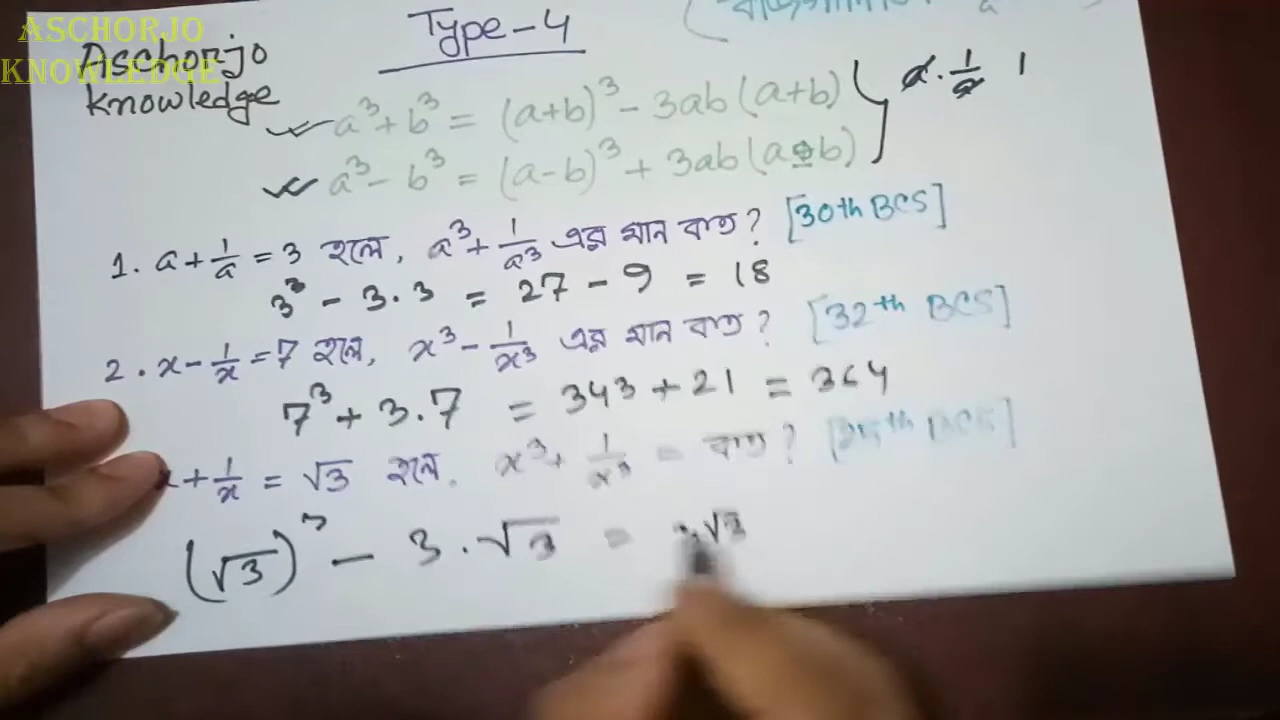 ASCHORJO
KNOWLEDGE
Aschorjo
Knowledge
Type-4
a³+b³ = (a+b)³ - 3ab(a+b)
a³-b³ = (a-b)³ + 3ab(a-b)
a·1/a 1
1. a+1/a = 3 হলে, a³+1/a³ এর মান কত? [30th BCS]
3³ - 3.3 = 27 - 9 = 18
2. x-1/x = 7 হলে, x³-1/x³ এর মান কত? [32th BCS]
7³ + 3.7 = 343 + 21 = 364
+1/x = √3 হলে, x³+1/x³ = কত? [ th BCS]
(√3)³ - 3.√3 = √3